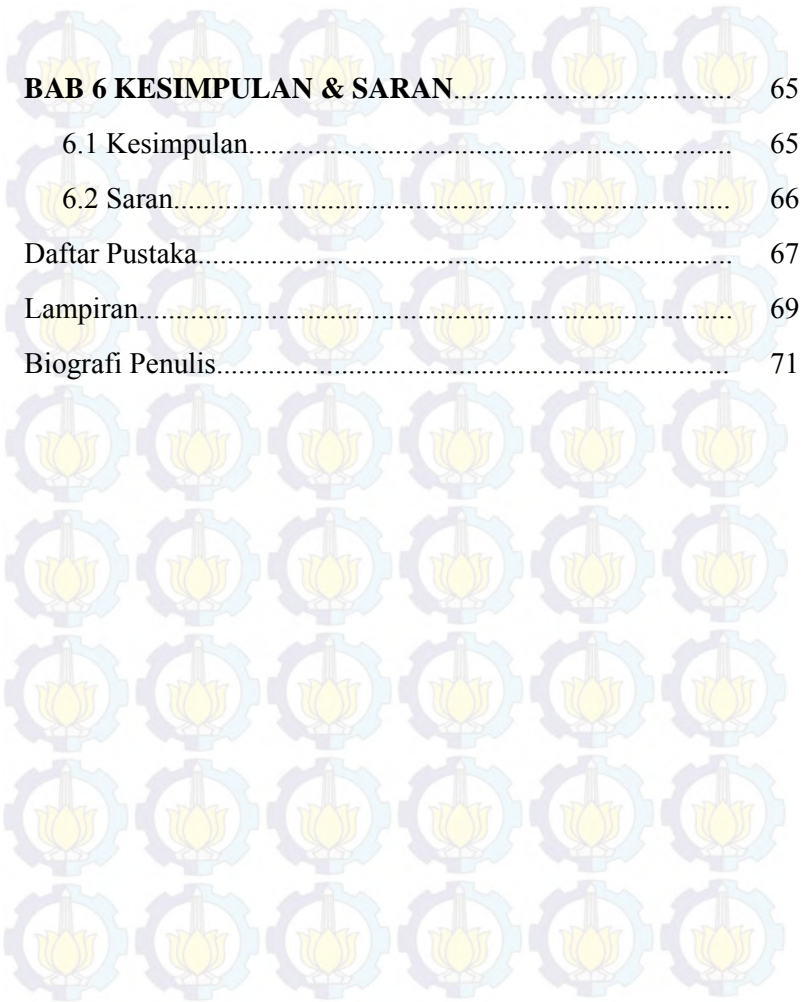 BAB 6 KESIMPULAN & SARAN..................................... 65
6.1 Kesimpulan................................................................. 65
6.2 Saran........................................................................... 66
Daftar Pustaka........................................................................ 67
Lampiran................................................................................ 69
Biografi Penulis..................................................................... 71